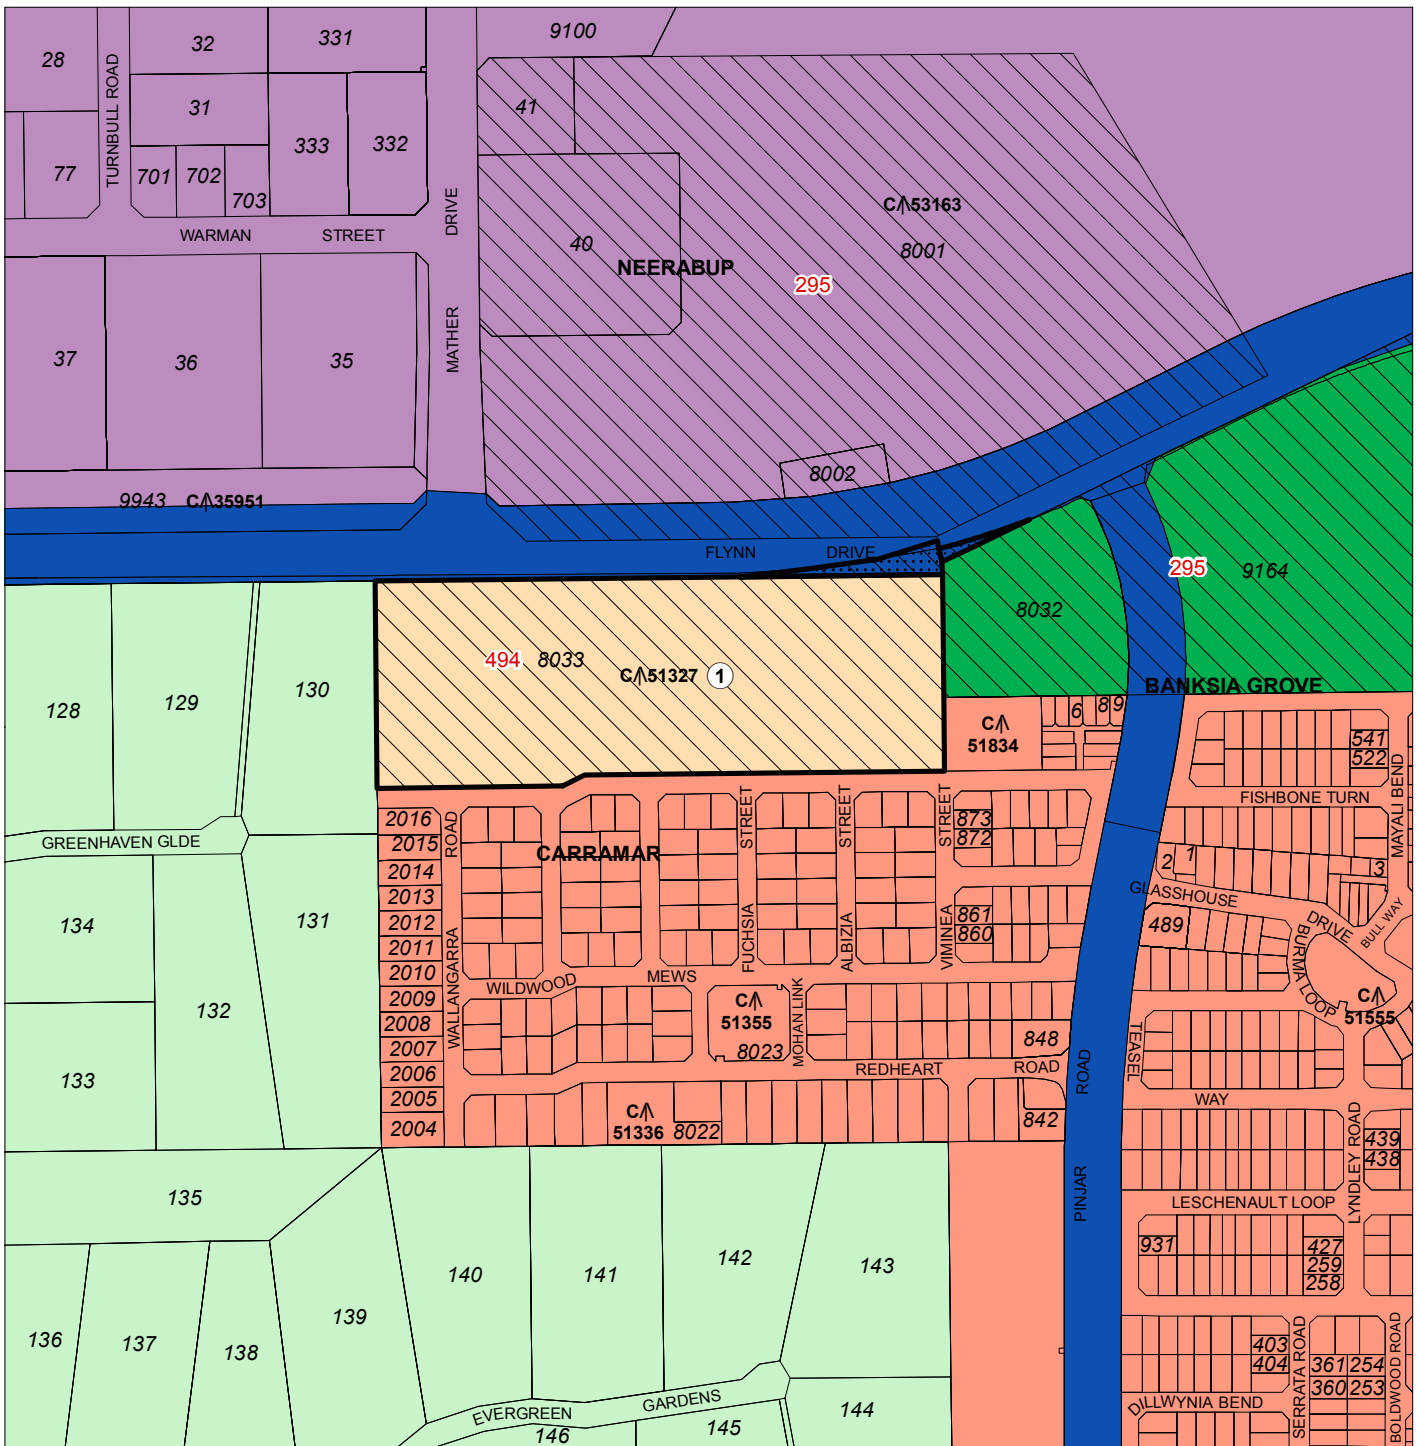 9100
331
32
28
TURNBULL ROAD
31
41
333
332
77
701
702
703
DRIVE
C/\53163
WARMAN
STREET
40
8001
NEERABUP
295
MATHER
37
36
35
8002
9943
C/\35951
FLYNN
DRIVE
295
9164
8032
494
8033
C/\51327
1
BANKSIA GROVE
128
129
130
6
8
9
C/\
51834
541
522
MAYALI BEND
FISHBONE TURN
2016
2015
2014
2013
2012
2011
2010
2009
2008
2007
2006
2005
2004
ROAD
WALLANGARRA
CARRAMAR
STREET
FUCHSIA
STREET
ALBIZIA
STREET
VIMINEA
873
872
GREENHAVEN GLDE
2
1
3
GLASSHOUSE
DRIVE
BULL WAY
134
131
861
860
489
BURMA LOOP
WILDWOOD
MEWS
C/\
51355
8023
MOHAN LINK
C/\
51555
132
848
TEASEL
WAY
133
REDHEART
ROAD
ROAD
PINJAR
C/\
51336
8022
842
439
438
LYNDLEY ROAD
135
LESCHENAULT LOOP
931
427
259
258
140
141
142
143
139
136
137
138
403
404
SERRATA ROAD
361
254
360
253
BOLDWOOD ROAD
DILLWYNIA BEND
EVERGREEN
GARDENS
144
145
146